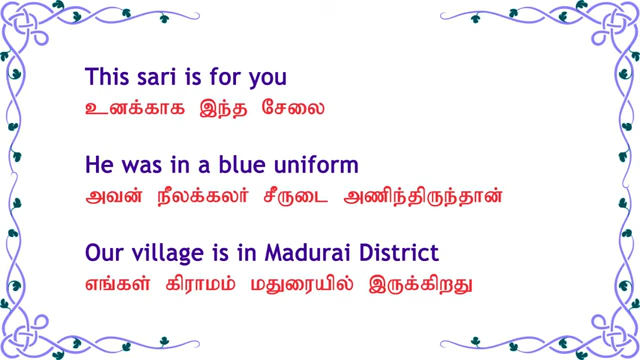 This sari is for you
உனக்காக இந்த சேலை
He was in a blue uniform
அவன் நீலக்கலர் சீருடை அணிந்திருந்தான்
Our village is in Madurai District
எங்கள் கிராமம் மதுரையில் இருக்கிறது